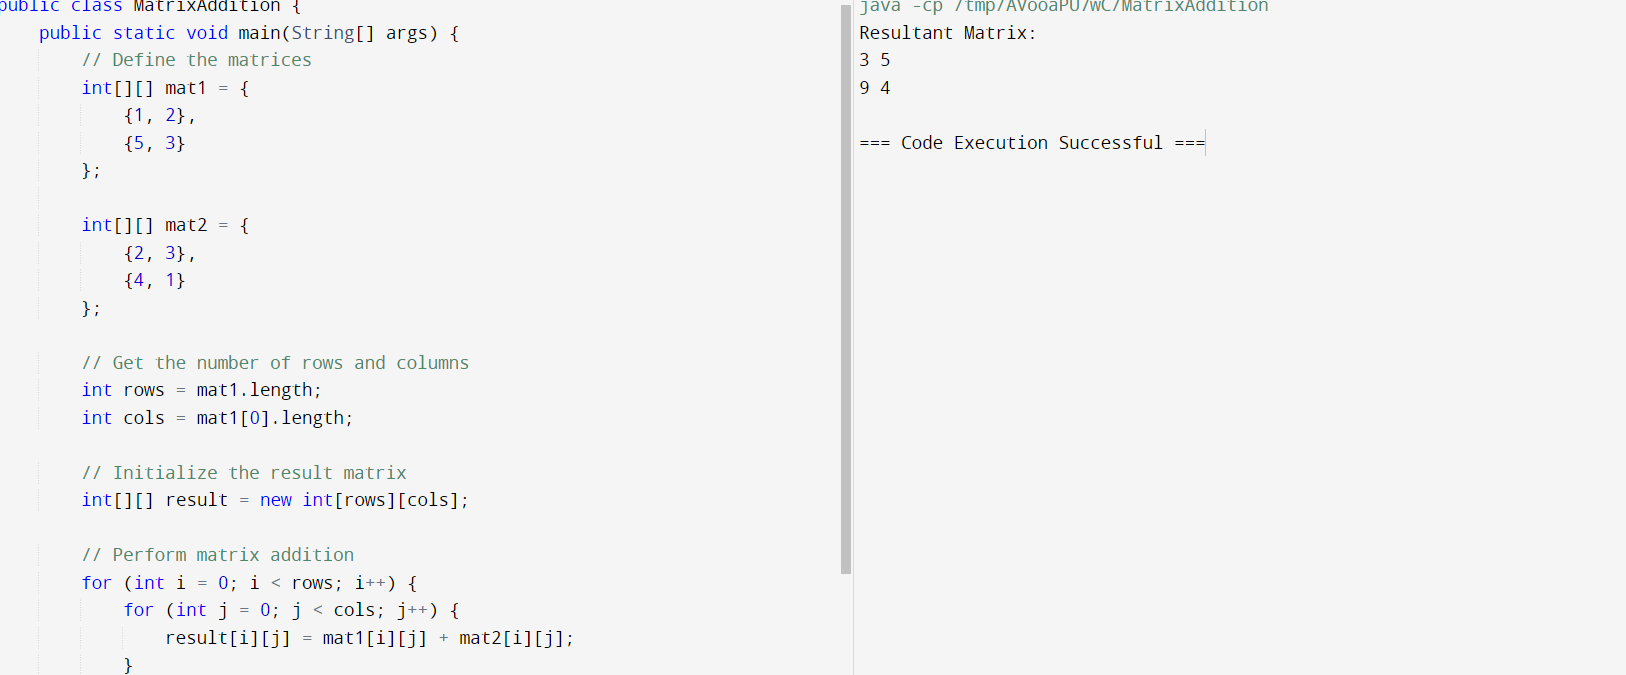 public class MatrixAddition {
public static void main(String[] args) {
// Define the matrices
int[][] mat1 = {
{1, 2},
{5, 3}
};
int[][] mat2 = {
{2, 3},
{4, 1}
};
// Get the number of rows and columns
int rows = mat1.length;
int cols = mat1[0].length;
// Initialize the result matrix
int[][] result = new int[rows][cols];
// Perform matrix addition
for (int i = 0; i < rows; i++) {
for (int j = 0; j < cols; j++) {
result[i][j] = mat1[i][j] + mat2[i][j];
}
java -cp /tmp/AVooaPU7wC/MatrixAddition
Resultant Matrix:
3 5
9 4
=== Code Execution Successful ===